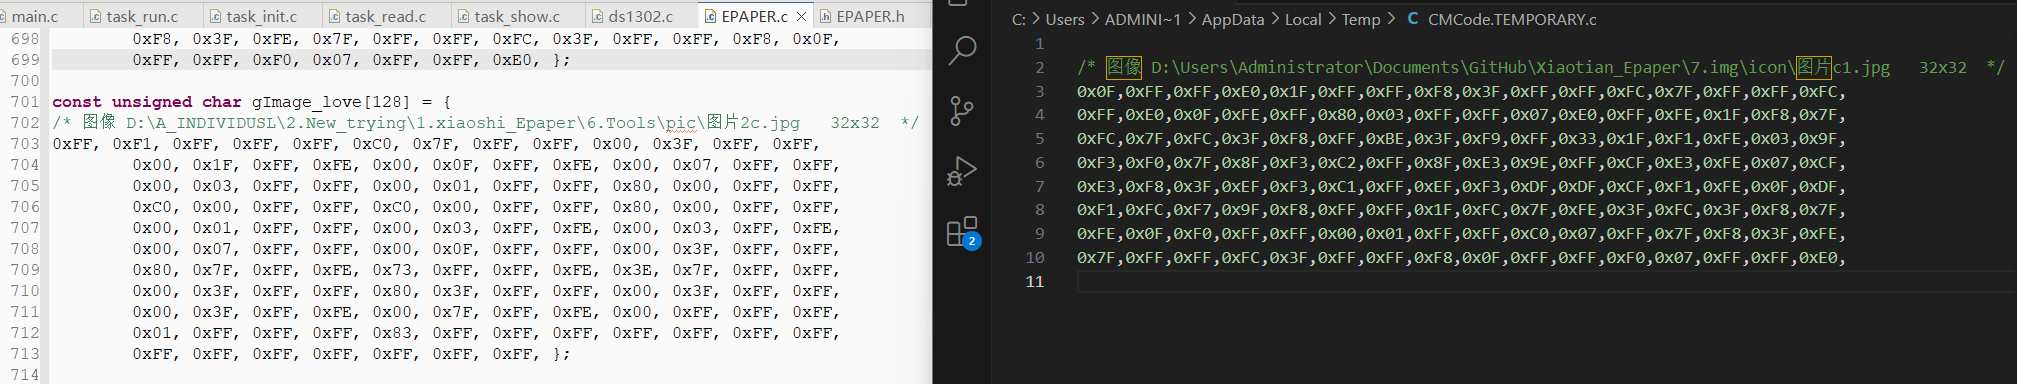 main.c task_run.c task_init.c task_read.c task_show.c ds1302.c EPAPER.c EPAPER.h
698 0xF8, 0x3F, 0xFE, 0x7F, 0xFF, 0xFF, 0xFC, 0x3F, 0xFF, 0xFF, 0xF8, 0x0F,
699 0xFF, 0xFF, 0xF0, 0x07, 0xFF, 0xFF, 0xE0, };
700
701 const unsigned char gImage_love[128] = {
702 /* 图像 D:\A_INDIVIDUSL\2.New_trying\1.xiaoshi_Epaper\6.Tools\pic\图片2c.jpg 32x32 */
703 0xFF, 0xF1, 0xFF, 0xFF, 0xFF, 0xC0, 0x7F, 0xFF, 0xFF, 0x00, 0x3F, 0xFF, 0xFF,
704 0x00, 0x1F, 0xFF, 0xFE, 0x00, 0x0F, 0xFF, 0xFE, 0x00, 0x07, 0xFF, 0xFF,
705 0x00, 0x03, 0xFF, 0xFF, 0x00, 0x01, 0xFF, 0xFF, 0x80, 0x00, 0xFF, 0xFF,
706 0xC0, 0x00, 0xFF, 0xFF, 0xC0, 0x00, 0xFF, 0xFF, 0x80, 0x00, 0xFF, 0xFF,
707 0x00, 0x01, 0xFF, 0xFF, 0x00, 0x03, 0xFF, 0xFE, 0x00, 0x03, 0xFF, 0xFE,
708 0x00, 0x07, 0xFF, 0xFF, 0x00, 0x0F, 0xFF, 0xFF, 0x00, 0x3F, 0xFF, 0xFF,
709 0x80, 0x7F, 0xFF, 0xFE, 0x73, 0xFF, 0xFF, 0xFE, 0x3E, 0x7F, 0xFF, 0xFF,
710 0x00, 0x3F, 0xFF, 0xFF, 0x80, 0x3F, 0xFF, 0xFF, 0x00, 0x3F, 0xFF, 0xFF,
711 0x00, 0x3F, 0xFF, 0xFE, 0x00, 0x7F, 0xFF, 0xFE, 0x00, 0xFF, 0xFF, 0xFF,
712 0x01, 0xFF, 0xFF, 0xFF, 0x83, 0xFF, 0xFF, 0xFF, 0xFF, 0xFF, 0xFF, 0xFF,
713 0xFF, 0xFF, 0xFF, 0xFF, 0xFF, 0xFF, 0xFF, };
714
2
C: > Users > ADMINI~1 > AppData > Local > Temp > C CMCode.TEMPORARY.c
1
2 /* 图像 D:\Users\Administrator\Documents\GitHub\Xiaotian_Epaper\7.img\icon\图片c1.jpg 32x32 */
3 0x0F,0xFF,0xFF,0xE0,0x1F,0xFF,0xFF,0xF8,0x3F,0xFF,0xFF,0xFC,0x7F,0xFF,0xFF,0xFC,
4 0xFF,0xE0,0x0F,0xFE,0xFF,0x80,0x03,0xFF,0xFF,0x07,0xE0,0xFF,0xFE,0x1F,0xF8,0x7F,
5 0xFC,0x7F,0xFC,0x3F,0xF8,0xFF,0xBE,0x3F,0xF9,0xFF,0x33,0x1F,0xF1,0xFE,0x03,0x9F,
6 0xF3,0xF0,0x7F,0x8F,0xF3,0xC2,0xFF,0x8F,0xE3,0x9E,0xFF,0xCF,0xE3,0xFE,0x07,0xCF,
7 0xE3,0xF8,0x3F,0xEF,0xF3,0xC1,0xFF,0xEF,0xF3,0xDF,0xDF,0xCF,0xF1,0xFE,0x0F,0xDF,
8 0xF1,0xFC,0xF7,0x9F,0xF8,0xFF,0xFF,0x1F,0xFC,0x7F,0xFE,0x3F,0xFC,0x3F,0xF8,0x7F,
9 0xFE,0x0F,0xF0,0xFF,0xFF,0x00,0x01,0xFF,0xFF,0xC0,0x07,0xFF,0x7F,0xF8,0x3F,0xFE,
10 0x7F,0xFF,0xFF,0xFC,0x3F,0xFF,0xFF,0xF8,0x0F,0xFF,0xFF,0xF0,0x07,0xFF,0xFF,0xE0,
11